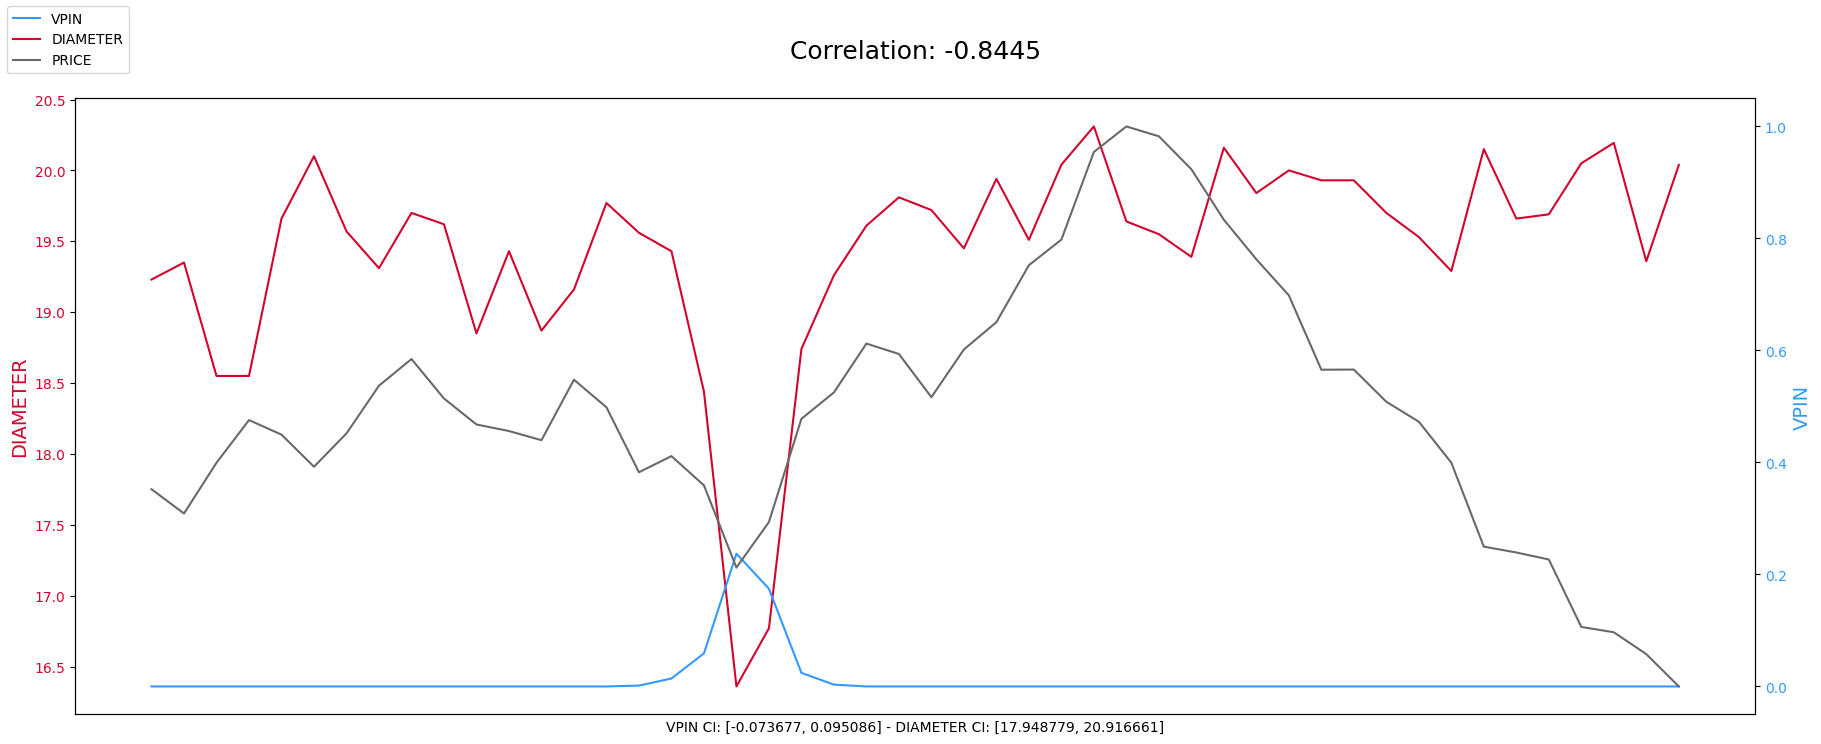 VPIN
DIAMETER
PRICE
Correlation: -0.8445
20.5
20.0
19.5
19.0
18.5
18.0
17.5
17.0
16.5
DIAMETER
1.0
0.8
0.6
0.4
0.2
0.0
VPIN
VPIN CI: [-0.073677, 0.095086] - DIAMETER CI: [17.948779, 20.916661]